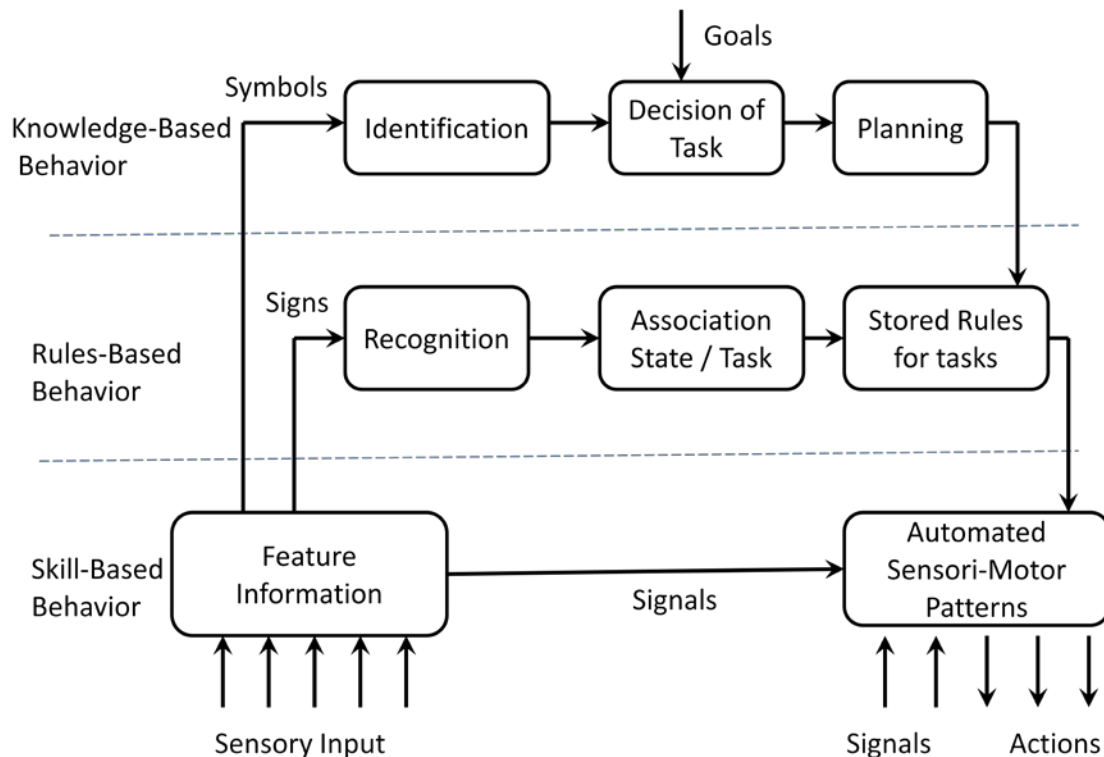 Goals
Symbols
Knowledge-Based
Behavior
Identification
Decision of
Task
Planning
Signs
Rules-Based
Behavior
Recognition
Association
State / Task
Stored Rules
for tasks
Skill-Based
Behavior
Feature
Information
Signals
Automated
Sensori-Motor
Patterns
Sensory Input
Signals
Actions